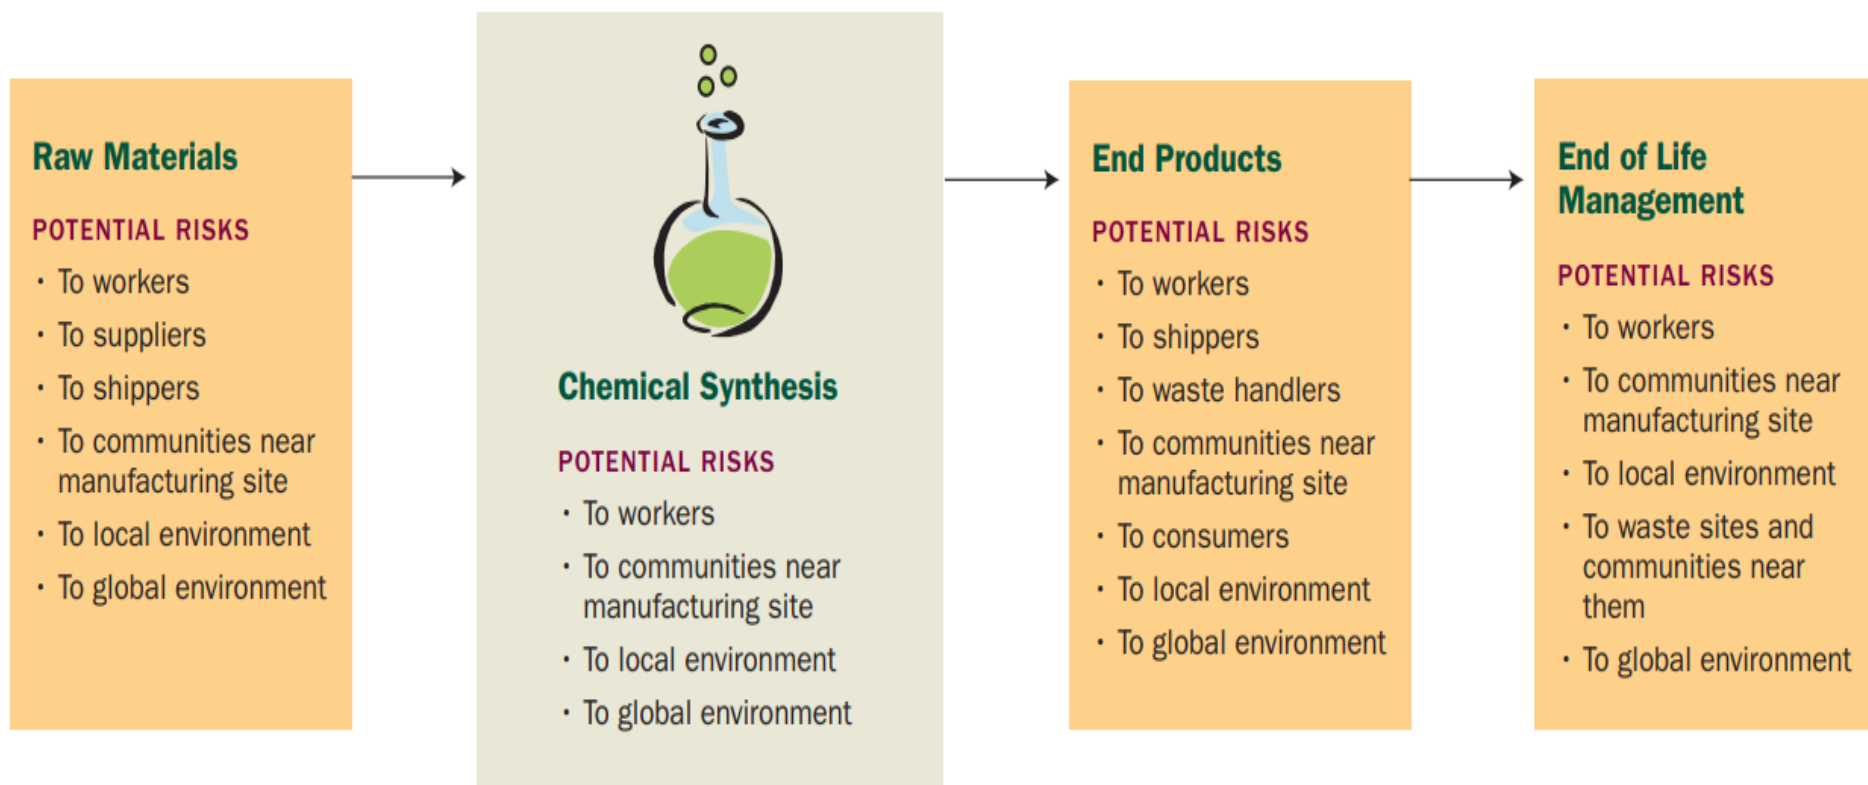 Raw Materials
POTENTIAL RISKS
· To workers
· To suppliers
· To shippers
· To communities near
manufacturing site
· To local environment
· To global environment
Chemical Synthesis
POTENTIAL RISKS
· To workers
· To communities near
manufacturing site
· To local environment
· To global environment
End Products
POTENTIAL RISKS
· To workers
· To shippers
· To waste handlers
· To communities near
manufacturing site
· To consumers
· To local environment
· To global environment
End of Life
Management
POTENTIAL RISKS
· To workers
· To communities near
manufacturing site
· To local environment
· To waste sites and
communities near
them
· To global environment